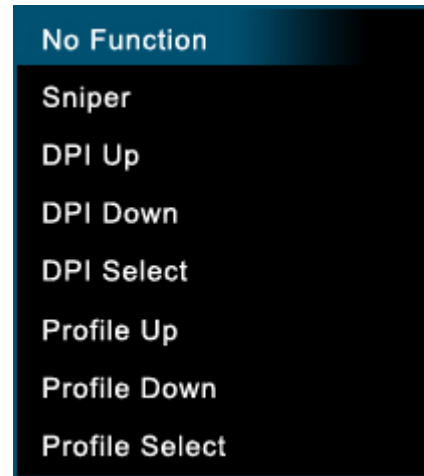 No Function
Sniper
DPI Up
DPI Down
DPI Select
Profile Up
Profile Down
Profile Select